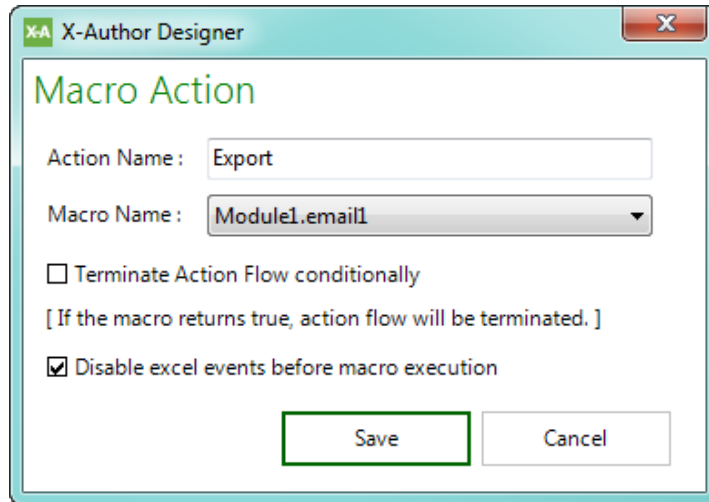 X-A X-Author Designer
Macro Action
Action Name : Export
Macro Name : Module1.email1
Terminate Action Flow conditionally
[ If the macro returns true, action flow will be terminated. ]
Disable excel events before macro execution
Save Cancel